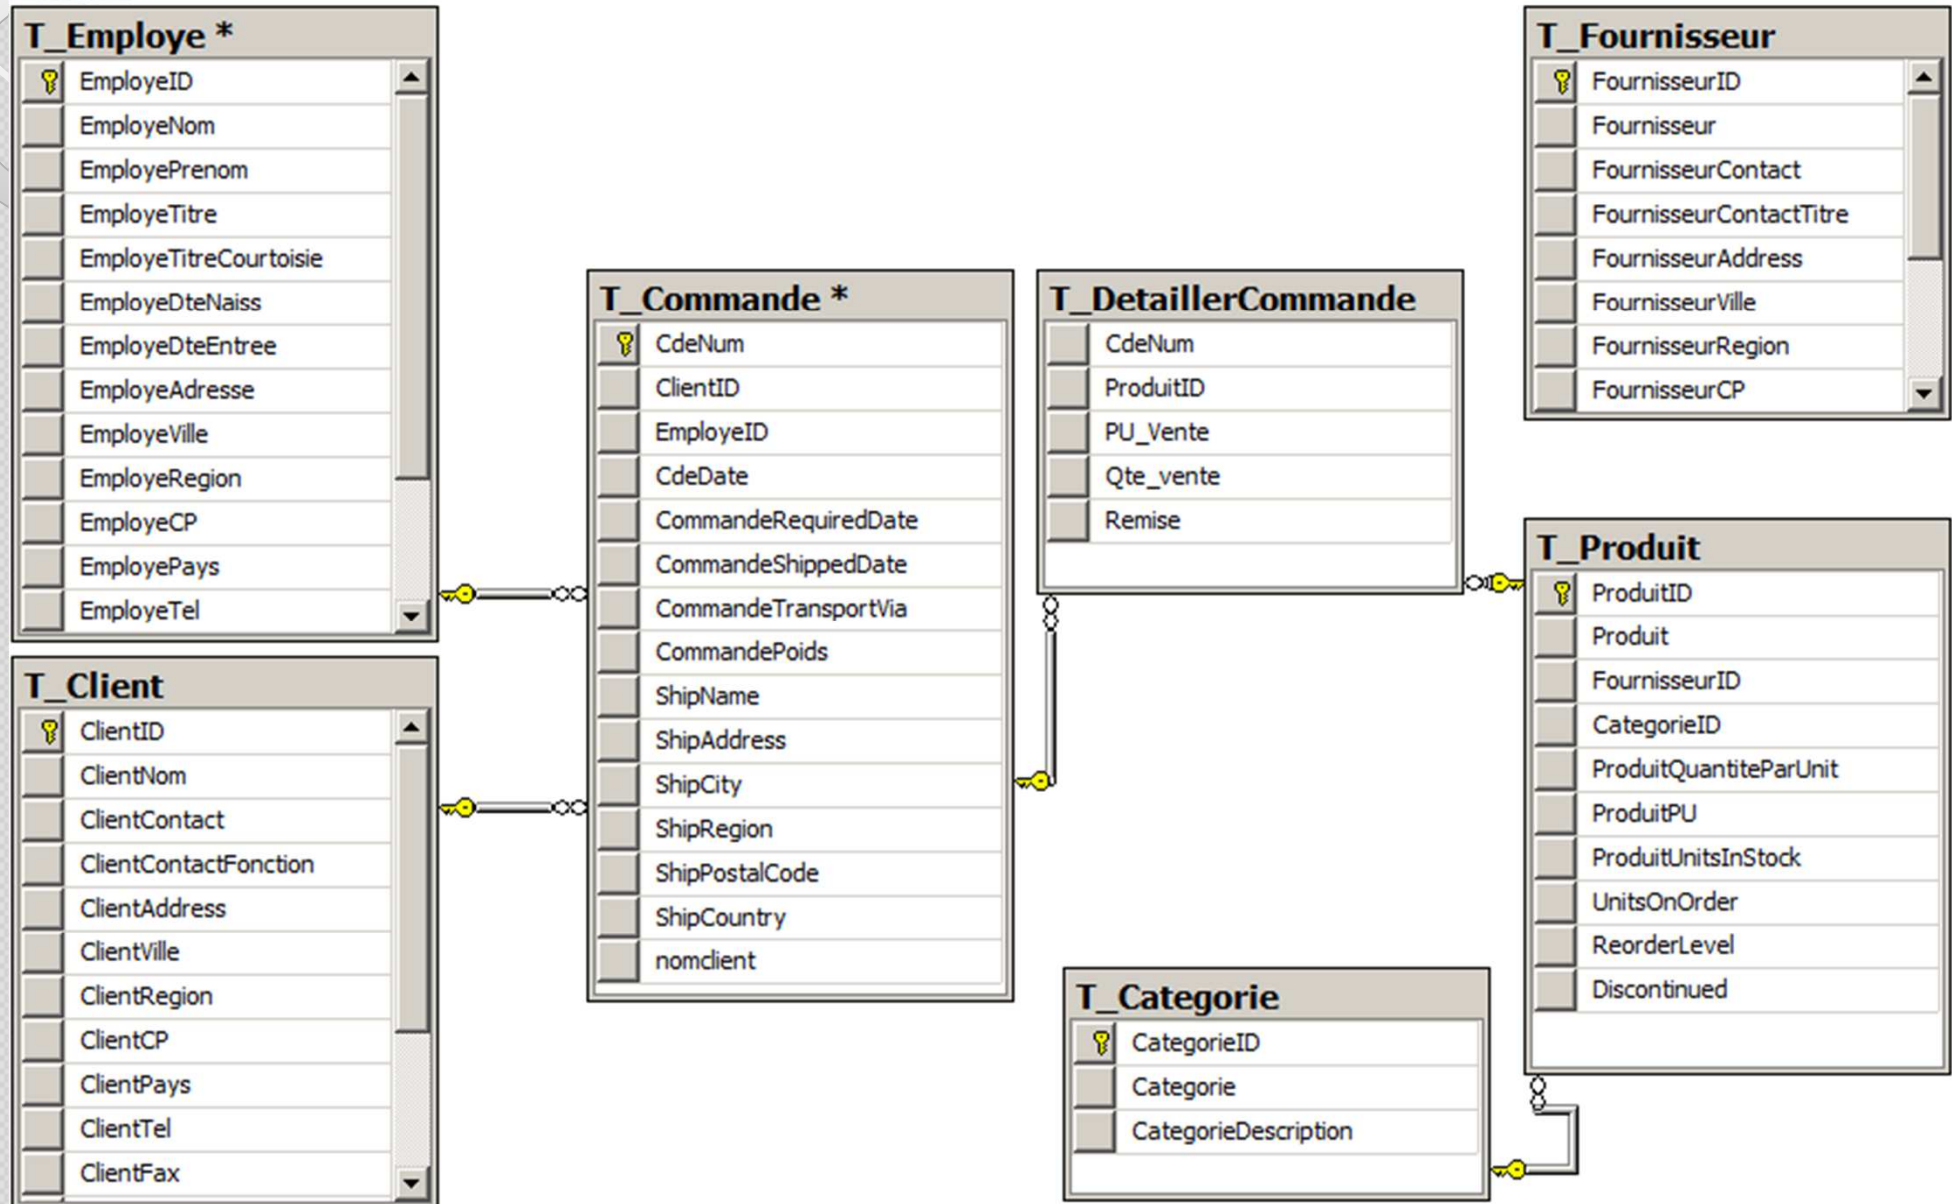 T_Employe *
EmployeID
EmployeNom
EmployePrenom
EmployeTitre
EmployeTitreCourtoisie
EmployeDteNaiss
EmployeDteEntree
EmployeAdresse
EmployeVille
EmployeRegion
EmployeCP
EmployePays
EmployeTel
T_Client
ClientID
ClientNom
ClientContact
ClientContactFonction
ClientAddress
ClientVille
ClientRegion
ClientCP
ClientPays
ClientTel
ClientFax
T_Commande *
CdeNum
ClientID
EmployeID
CdeDate
CommandeRequiredDate
CommandeShippedDate
CommandeTransportVia
CommandePoids
ShipName
ShipAddress
ShipCity
ShipRegion
ShipPostalCode
ShipCountry
nomclient
T_DetaillerCommande
CdeNum
ProduitID
PU_Vente
Qte_vente
Remise
T_Categorie
CategorieID
Categorie
CategorieDescription
T_Fournisseur
FournisseurID
Fournisseur
FournisseurContact
FournisseurContactTitre
FournisseurAddress
FournisseurVille
FournisseurRegion
FournisseurCP
T_Produit
ProduitID
Produit
FournisseurID
CategorieID
ProduitQuantiteParUnit
ProduitPU
ProduitUnitsInStock
UnitsOnOrder
ReorderLevel
Discontinued